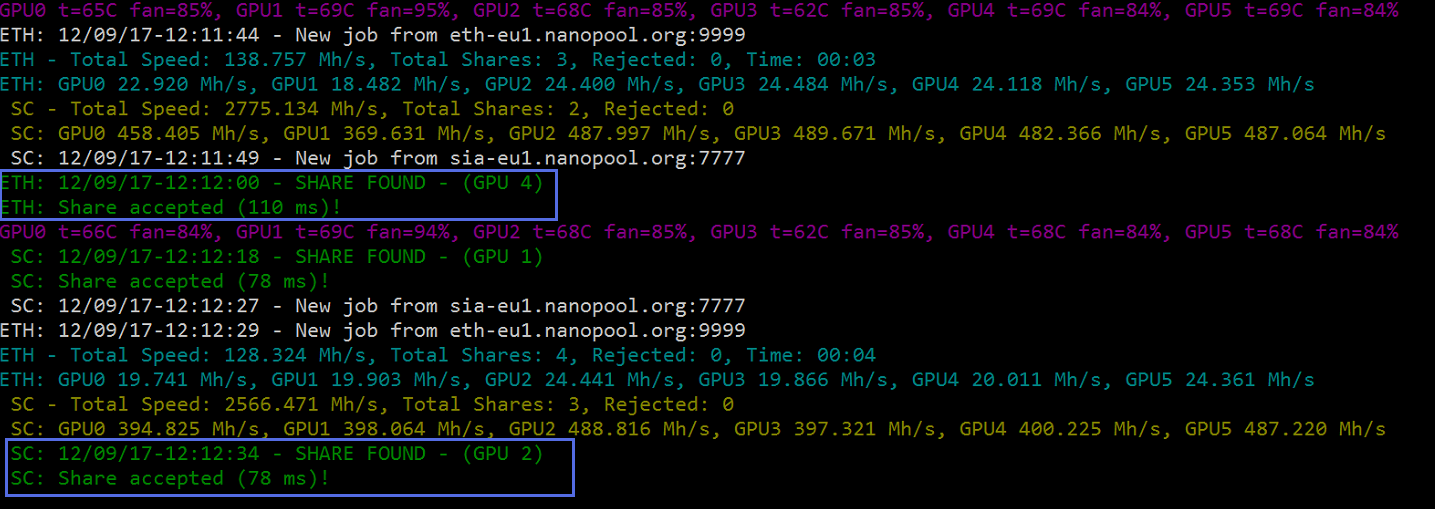 GPU0 t=65C fan=85%, GPU1 t=69C fan=95%, GPU2 t=68C fan=85%, GPU3 t=62C fan=85%, GPU4 t=69C fan=84%, GPU5 t=69C fan=84%
ETH: 12/09/17-12:11:44 - New job from eth-eu1.nanopool.org:9999
ETH - Total Speed: 138.757 Mh/s, Total Shares: 3, Rejected: 0, Time: 00:03
ETH: GPU0 22.920 Mh/s, GPU1 18.482 Mh/s, GPU2 24.400 Mh/s, GPU3 24.484 Mh/s, GPU4 24.118 Mh/s, GPU5 24.353 Mh/s
SC - Total Speed: 2775.134 Mh/s, Total Shares: 2, Rejected: 0
SC: GPU0 458.405 Mh/s, GPU1 369.631 Mh/s, GPU2 487.997 Mh/s, GPU3 489.671 Mh/s, GPU4 482.366 Mh/s, GPU5 487.064 Mh/s
SC: 12/09/17-12:11:49 - New job from sia-eu1.nanopool.org:7777
ETH: 12/09/17-12:12:00 - SHARE FOUND - (GPU 4)
ETH: Share accepted (110 ms)!
GPU0 t=66C fan=84%, GPU1 t=69C fan=94%, GPU2 t=68C fan=85%, GPU3 t=62C fan=85%, GPU4 t=68C fan=84%, GPU5 t=68C fan=84%
SC: 12/09/17-12:12:18 - SHARE FOUND - (GPU 1)
SC: Share accepted (78 ms)!
SC: 12/09/17-12:12:27 - New job from sia-eu1.nanopool.org:7777
ETH: 12/09/17-12:12:29 - New job from eth-eu1.nanopool.org:9999
ETH - Total Speed: 128.324 Mh/s, Total Shares: 4, Rejected: 0, Time: 00:04
ETH: GPU0 19.741 Mh/s, GPU1 19.903 Mh/s, GPU2 24.441 Mh/s, GPU3 19.866 Mh/s, GPU4 20.011 Mh/s, GPU5 24.361 Mh/s
SC - Total Speed: 2566.471 Mh/s, Total Shares: 3, Rejected: 0
SC: GPU0 394.825 Mh/s, GPU1 398.064 Mh/s, GPU2 488.816 Mh/s, GPU3 397.321 Mh/s, GPU4 400.225 Mh/s, GPU5 487.220 Mh/s
SC: 12/09/17-12:12:34 - SHARE FOUND - (GPU 2)
SC: Share accepted (78 ms)!